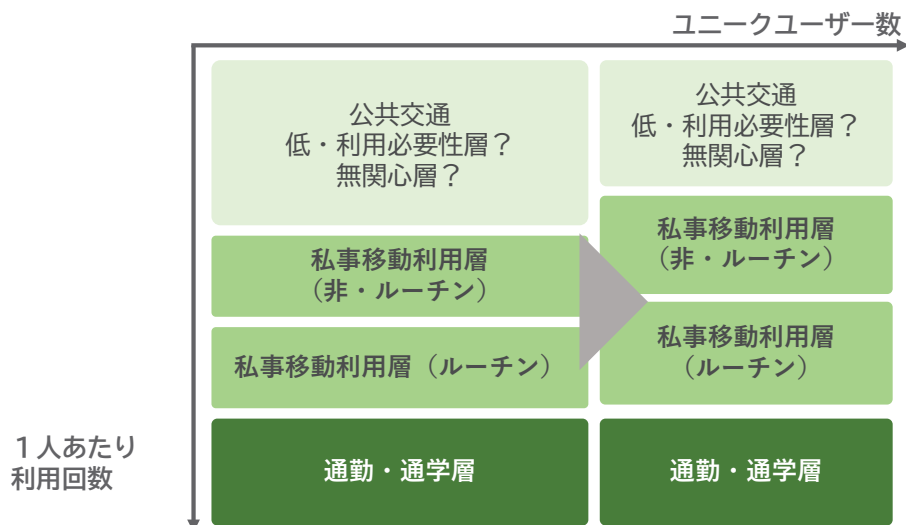 ユニークユーザー数
公共交通
低・利用必要性層？
無関心層？
私事移動利用層
（非・ルーチン）
私事移動利用層（ルーチン）
通勤・通学層
公共交通
低・利用必要性層？
無関心層？
私事移動利用層
（非・ルーチン）
私事移動利用層
（ルーチン）
通勤・通学層
１人あたり
利用回数